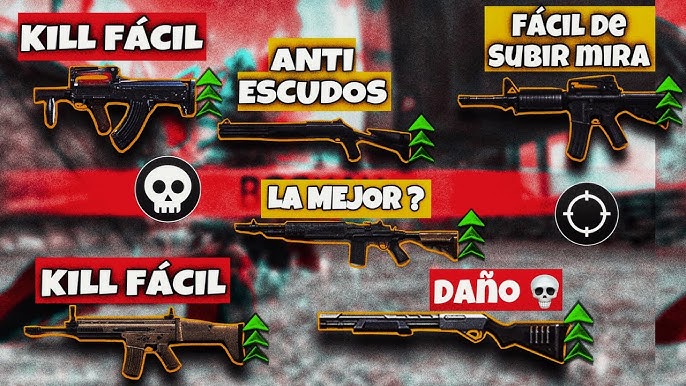 KILL FÁCIL
ANTI
ESCUDOS
FÁCIL De
SUBIR miRA
LA MEJOR ?
KILL FÁCIL
DAÑO 💀